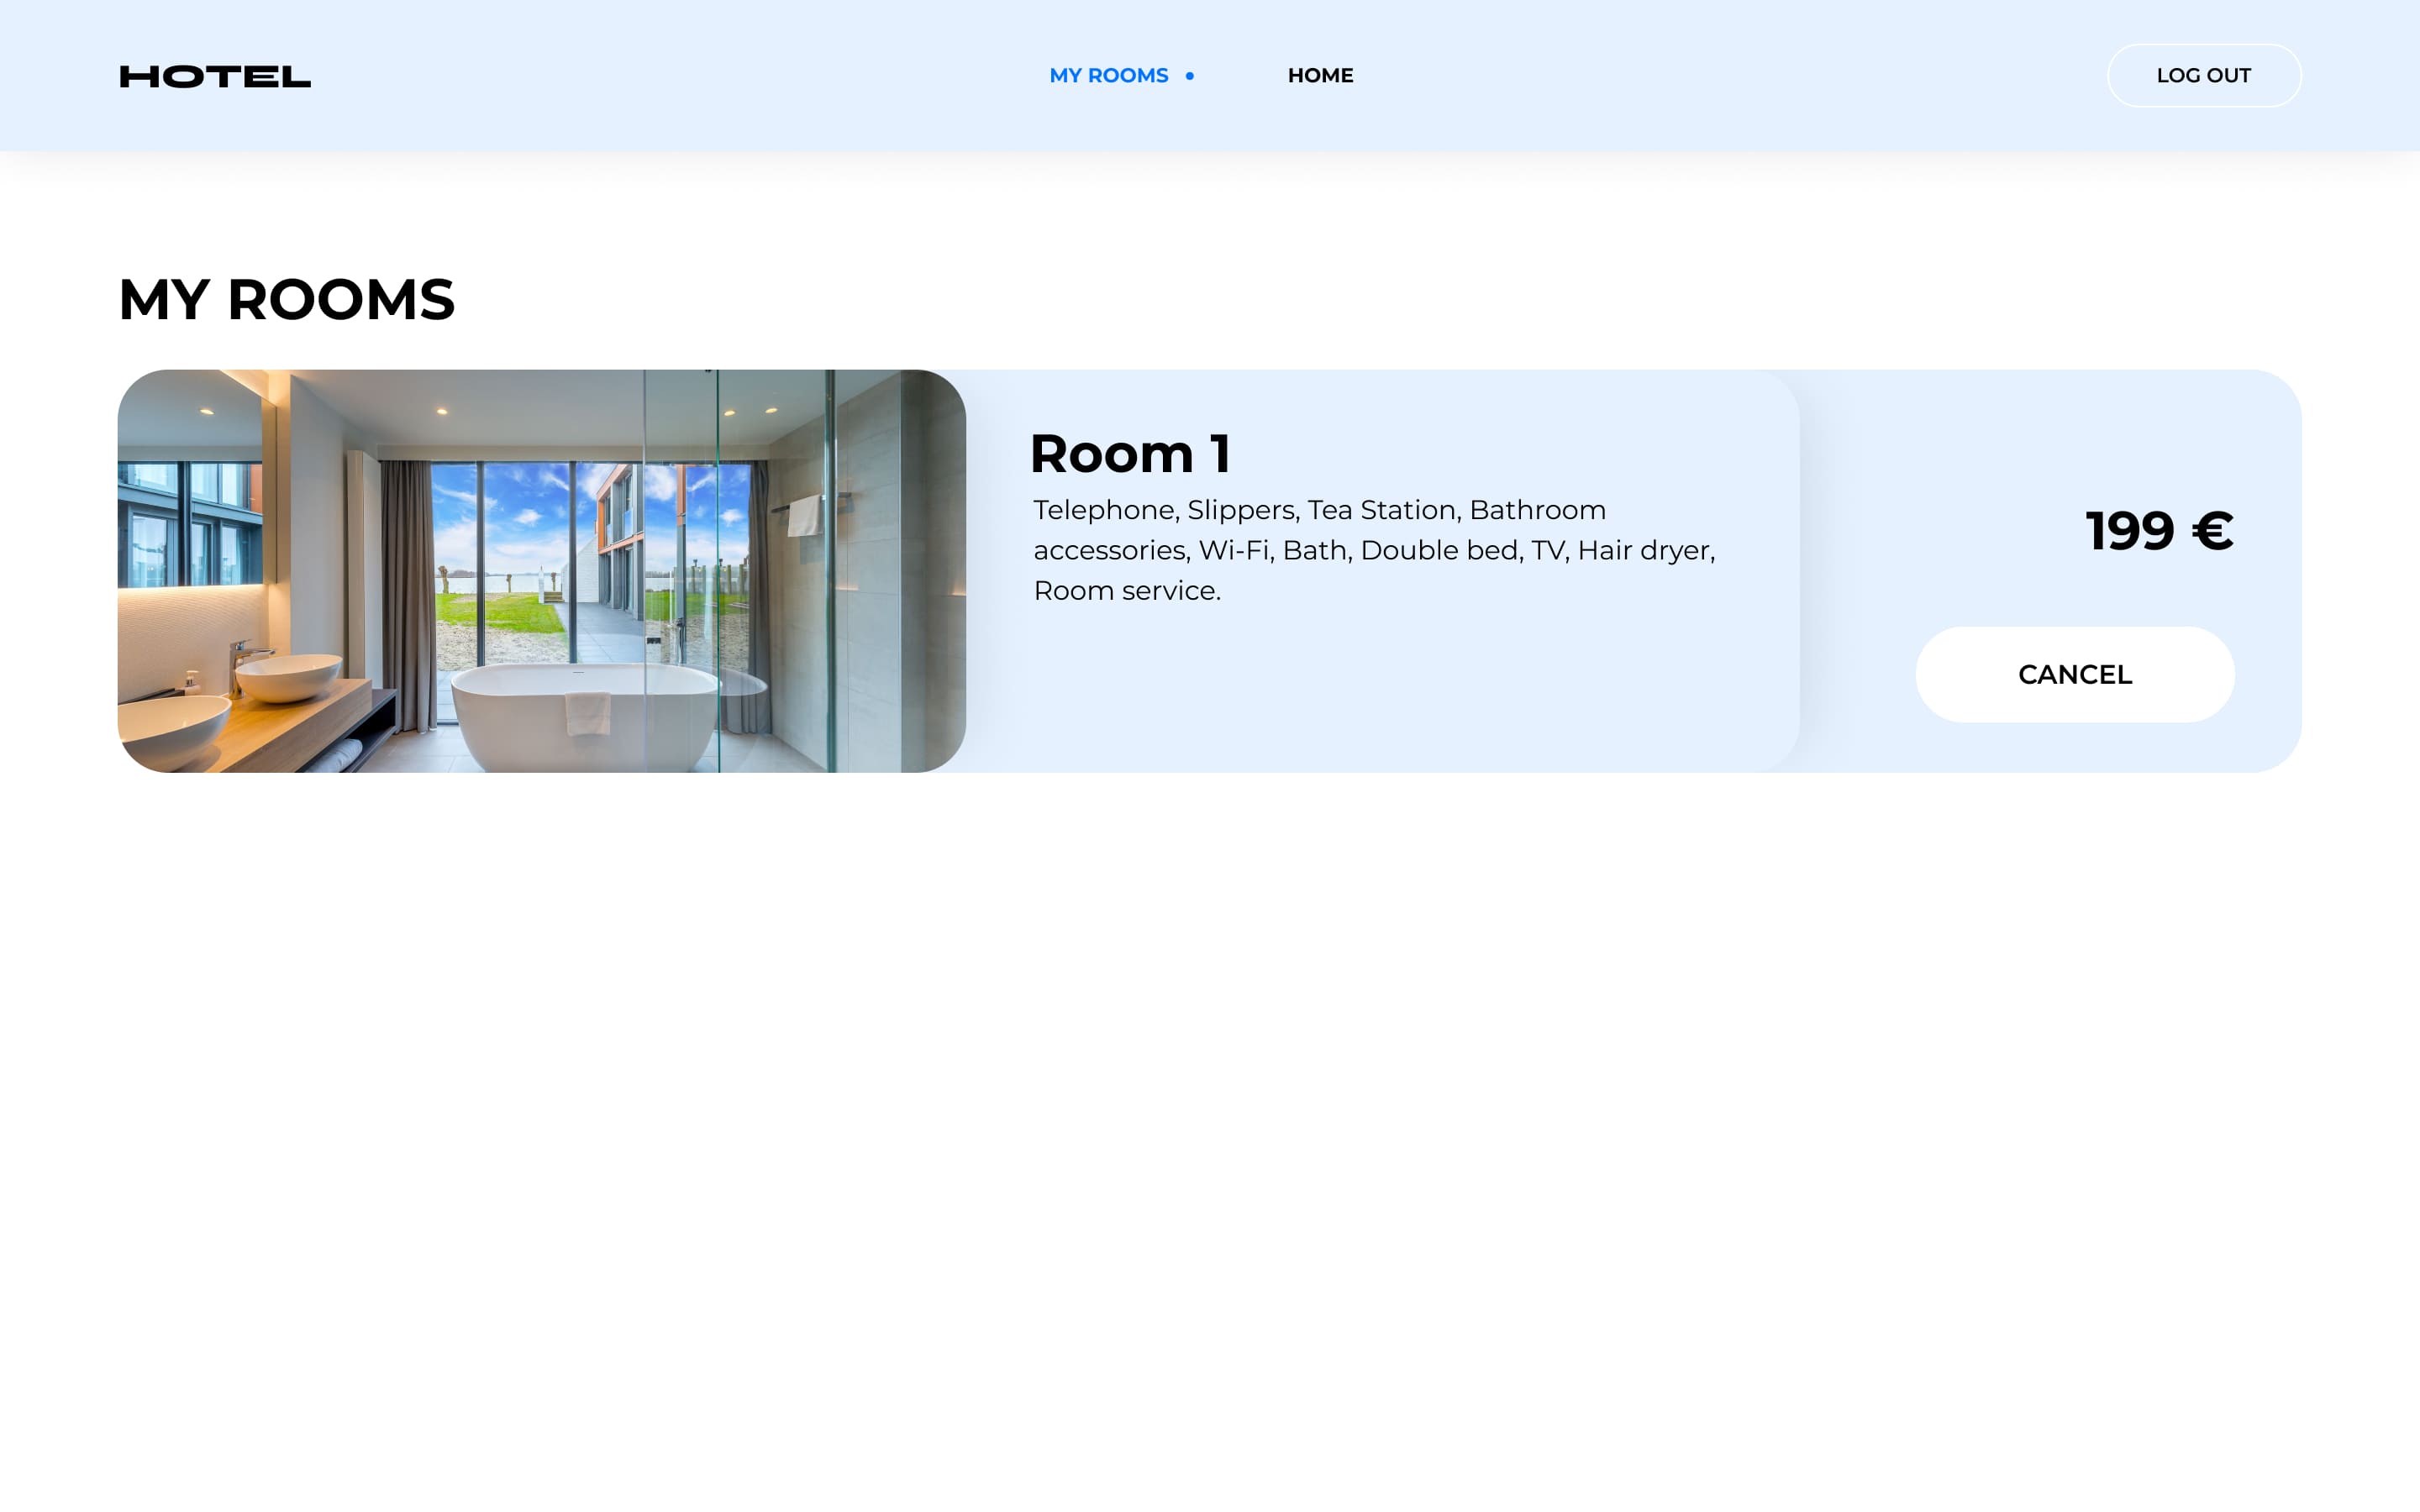 HOTEL
MY ROOMS
HOME
LOG OUT
MY ROOMS
Room 1
Telephone, Slippers, Tea Station, Bathroom
accessories, Wi-Fi, Bath, Double bed, TV, Hair dryer,
Room service.
199 €
CANCEL